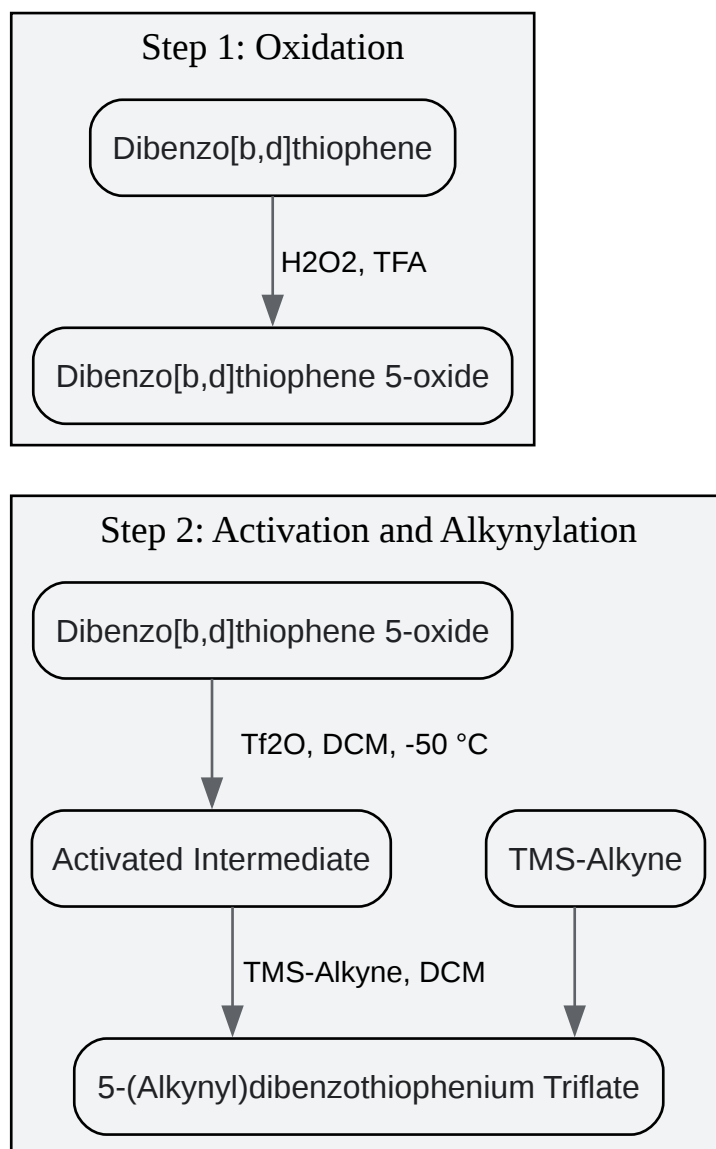 Step 1: Oxidation
Dibenzo[b,d]thiophene
H2O2, TFA
Dibenzo[b,d]thiophene 5-oxide
Step 2: Activation and Alkynylation
Dibenzo[b,d]thiophene 5-oxide
Tf2O, DCM, -50 °C
Activated Intermediate
TMS-Alkyne
TMS-Alkyne, DCM
5-(Alkynyl)dibenzothiophenium Triflate